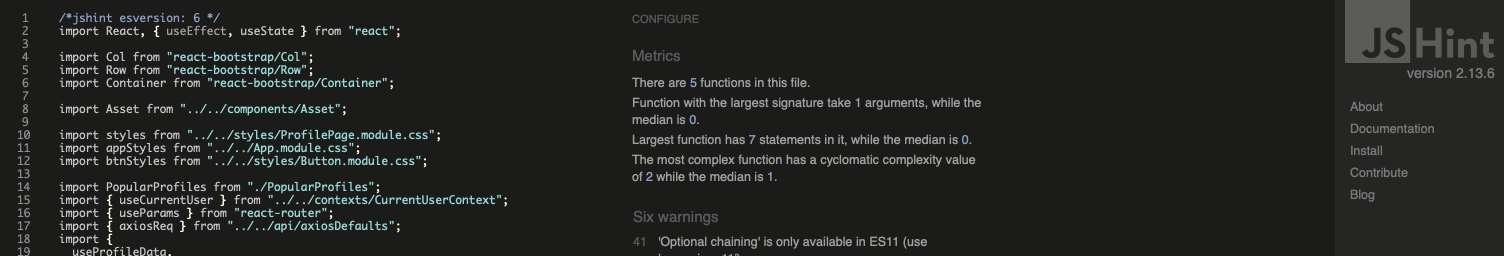 1 /*jshint esversion: 6 */
2 import React, { useEffect, useState } from "react";
3
4 import Col from "react-bootstrap/Col";
5 import Row from "react-bootstrap/Row";
6 import Container from "react-bootstrap/Container";
7
8 import Asset from "../../components/Asset";
9
10 import styles from "../../styles/ProfilePage.module.css";
11 import appStyles from "../../App.module.css";
12 import btnStyles from "../../styles/Button.module.css";
13
14 import PopularProfiles from "./PopularProfiles";
15 import { useCurrentUser } from "../../contexts/CurrentUserContext";
16 import { useParams } from "react-router";
17 import { axiosReq } from "../../api/axiosDefaults";
18 import {
19 useProfileData,
CONFIGURE
Metrics
There are 5 functions in this file.
Function with the largest signature take 1 arguments, while the
median is 0.
Largest function has 7 statements in it, while the median is 0.
The most complex function has a cyclomatic complexity value
of 2 while the median is 1.
Six warnings
41 'Optional chaining' is only available in ES11 (use
JSHint
version 2.13.6
About
Documentation
Install
Contribute
Blog